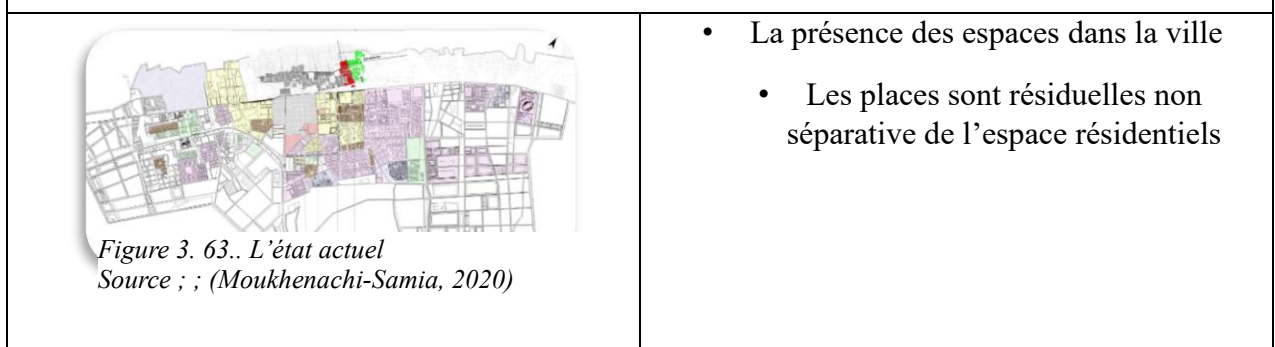 • La présence des espaces dans la ville
• Les places sont résiduelles non
séparative de l’espace résidentiels
Figure 3. 63.. L’état actuel
Source ; ; (Moukhenachi-Samia, 2020)